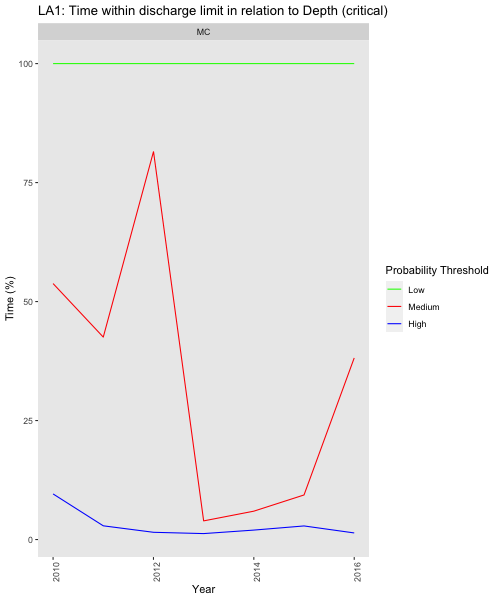 LA1: Time within discharge limit in relation to Depth (critical)
MC
100
75
50
25
0
Time (%)
2010
2012
2014
2016
Year
Probability Threshold
Low
Medium
High